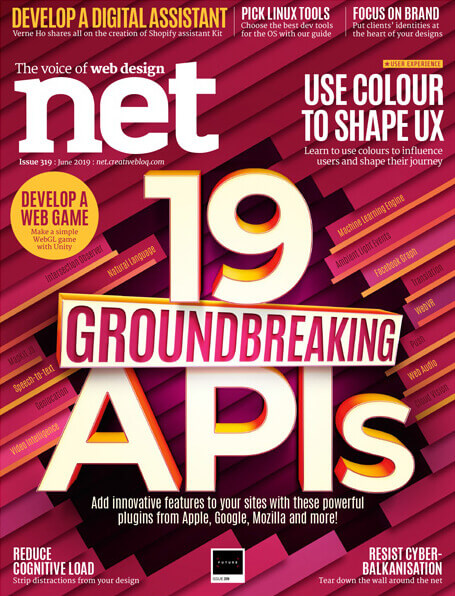 DEVELOP A DIGITAL ASSISTANT
Verne Ho shares all on the creation of Shopify assistant Kit
PICK LINUX TOOLS
Choose the best dev tools
for the OS with our guide
FOCUS ON BRAND
Put clients' identities at
the heart of your designs
The voice of web design
net
Issue 319 : June 2019 : net.creativebloq.com
★ USER EXPERIENCE
USE COLOUR
TO SHAPE UX
Learn to use colours to influence
users and shape their journey
DEVELOP A
WEB GAME
Make a simple
WebGL game
with Unity
19
GROUNDBREAKING
APIs
Intersection Observer
Natural Language
Speech-to-text
Geolocation
Video Intelligence
Machine Learning Engine
Ambient Light Events
Facebook Graph
Translation
WebVR
Push
Web Audio
Add innovative features to your sites with these powerful
plugins from Apple, Google, Mozilla and more!
REDUCE
COGNITIVE LOAD
Strip distractions from your design
FUTURE
ISSUE 319
RESIST CYBER-
BALKANISATION
Tear down the wall around the net